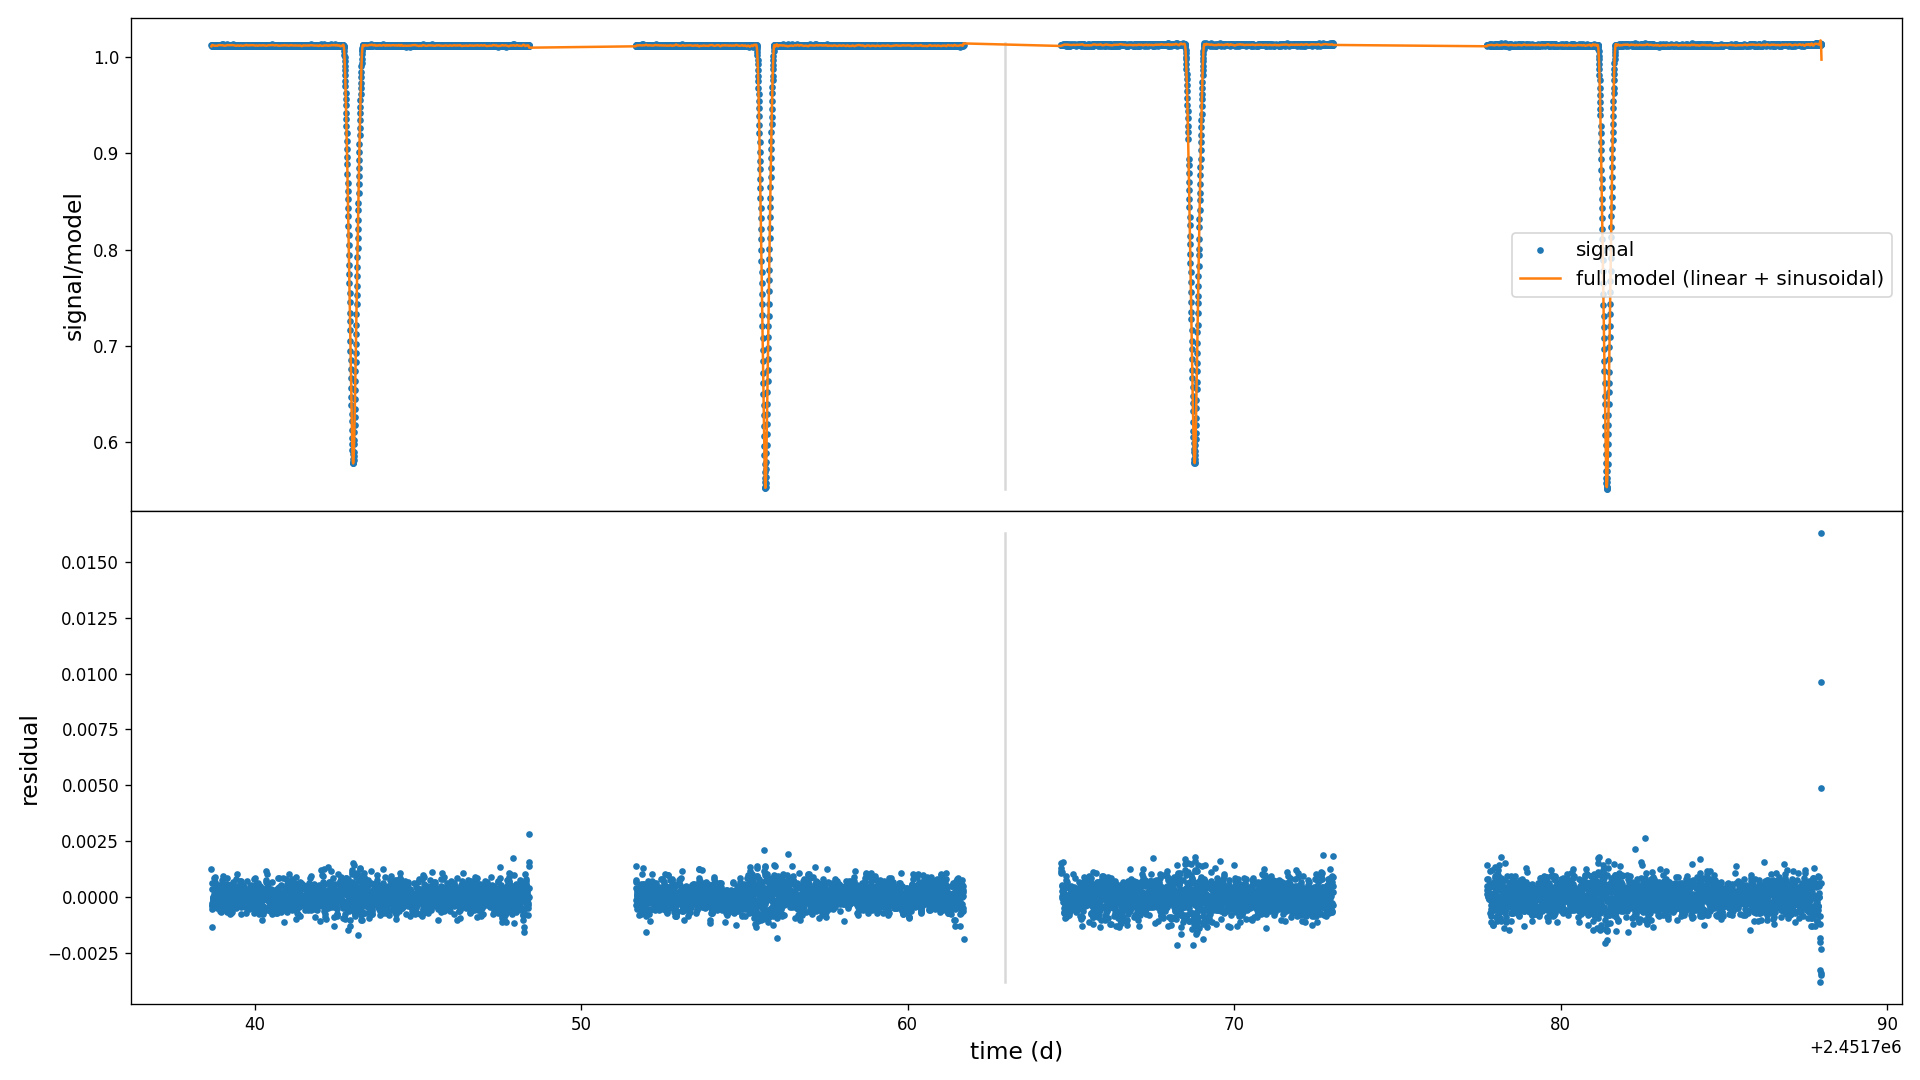 1.0
0.9
0.8
0.7
0.6
signal/model
signal
full model (linear + sinusoidal)
0.0150
0.0125
0.0100
0.0075
0.0050
0.0025
0.0000
−0.0025
residual
40 50 60 70 80 90
time (d)
+2.4517e6